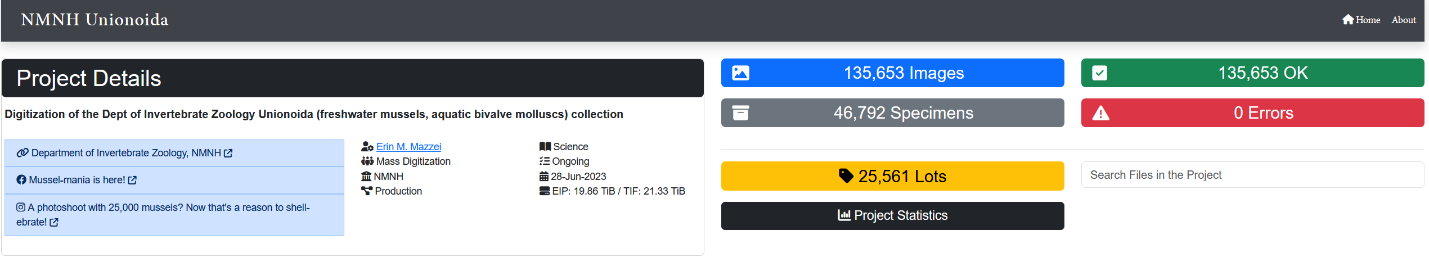 NMNH Unionoida
Home About
Project Details
Digitization of the Dept of Invertebrate Zoology Unionoida (freshwater mussels, aquatic bivalve molluscs) collection
Department of Invertebrate Zoology, NMNH
Mussel-mania is here!
A photoshoot with 25,000 mussels? Now that's a reason to shell-
ebrate!
Erin M. Mazzei
Mass Digitization
NMNH
Production
Science
Ongoing
28-Jun-2023
EIP: 19.86 TiB / TIF: 21.33 TiB
135,653 Images
135,653 OK
46,792 Specimens
0 Errors
25,561 Lots
Search Files in the Project
Project Statistics